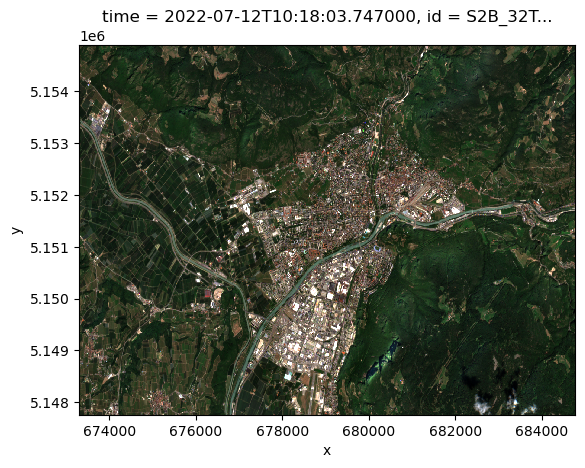 time = 2022-07-12T10:18:03.747000, id = S2B_32T...
1e6
5.154
5.153
5.152
5.151
5.150
5.149
5.148
y
674000 676000 678000 680000 682000 684000
x